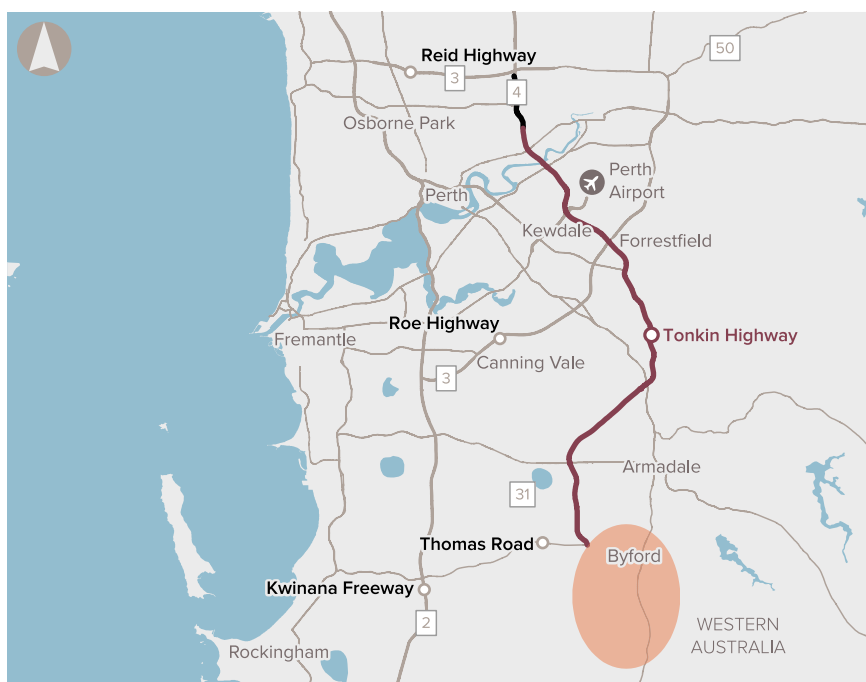 50
Reid Highway
3
4
Osborne Park
Perth
Airport
Perth
Kewdale
Forrestfield
Roe Highway
Tonkin Highway
Fremantle
Canning Vale
3
Armadale
31
Thomas Road
Byford
Kwinana Freeway
2
WESTERN
AUSTRALIA
Rockingham